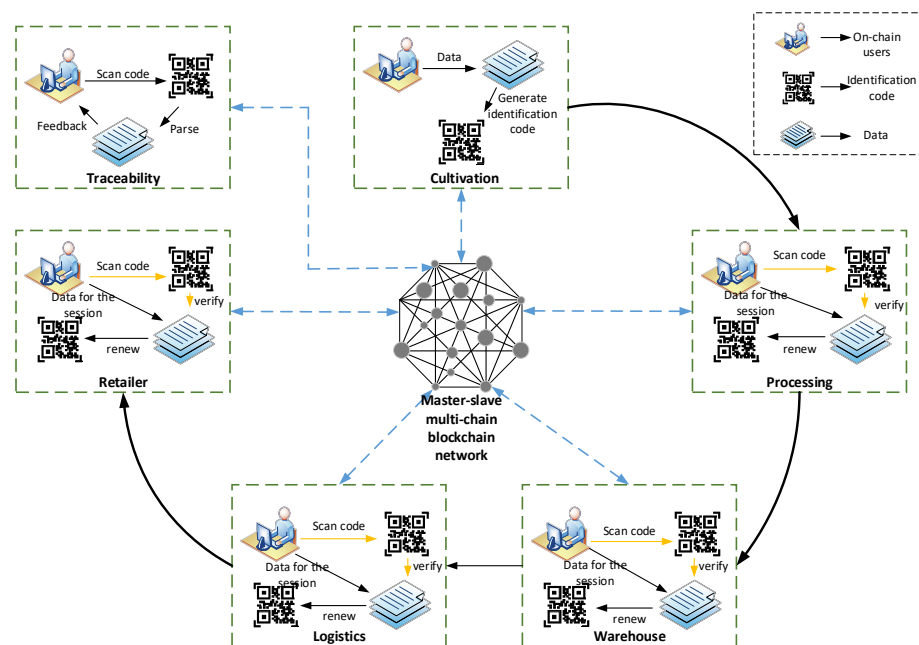 Scan code
Feedback
Parse
Traceability
Data
Generate
identification
code
Cultivation
On-chain
users
Identification
code
Data
Scan code
Data for the
session
verify
renew
Retailer
Master-slave
multi-chain
blockchain
network
Scan code
Data for the
session
verify
renew
Processing
Scan code
Data for the
session
verify
renew
Logistics
Scan code
Data for the
session
verify
renew
Warehouse